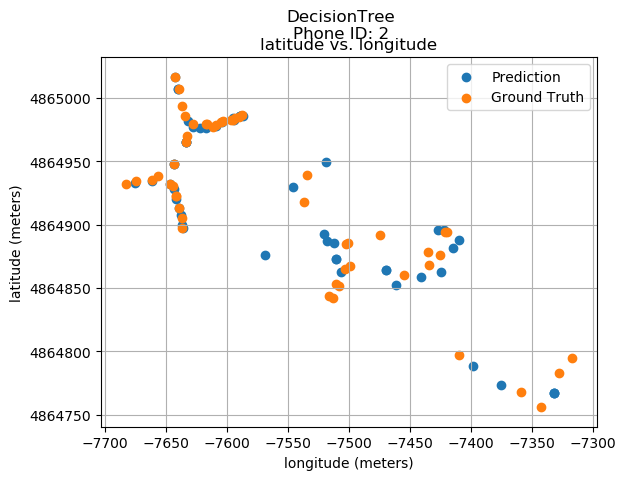 DecisionTree
Phone ID: 2
latitude vs. longitude
Prediction
Ground Truth
4865000
4864950
4864900
4864850
4864800
4864750
latitude (meters)
−7700 −7650 −7600 −7550 −7500 −7450 −7400 −7350 −7300
longitude (meters)